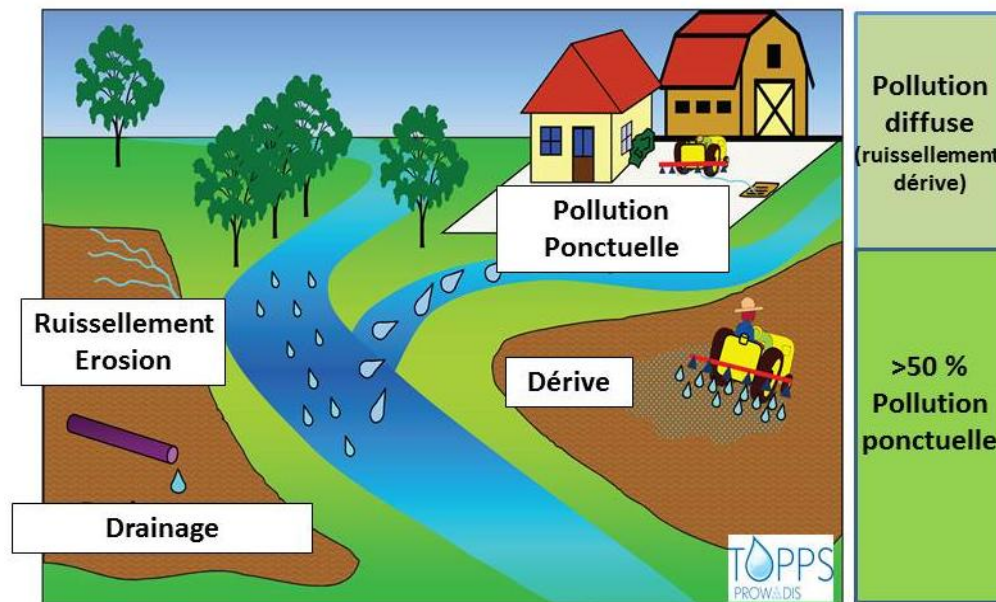 Pollution
Ponctuelle
Ruissellement
Erosion
Dérive
Drainage
TOPPS
PROWADIS
Pollution
diffuse
(ruissellement
dérive)
>50 %
Pollution
ponctuelle